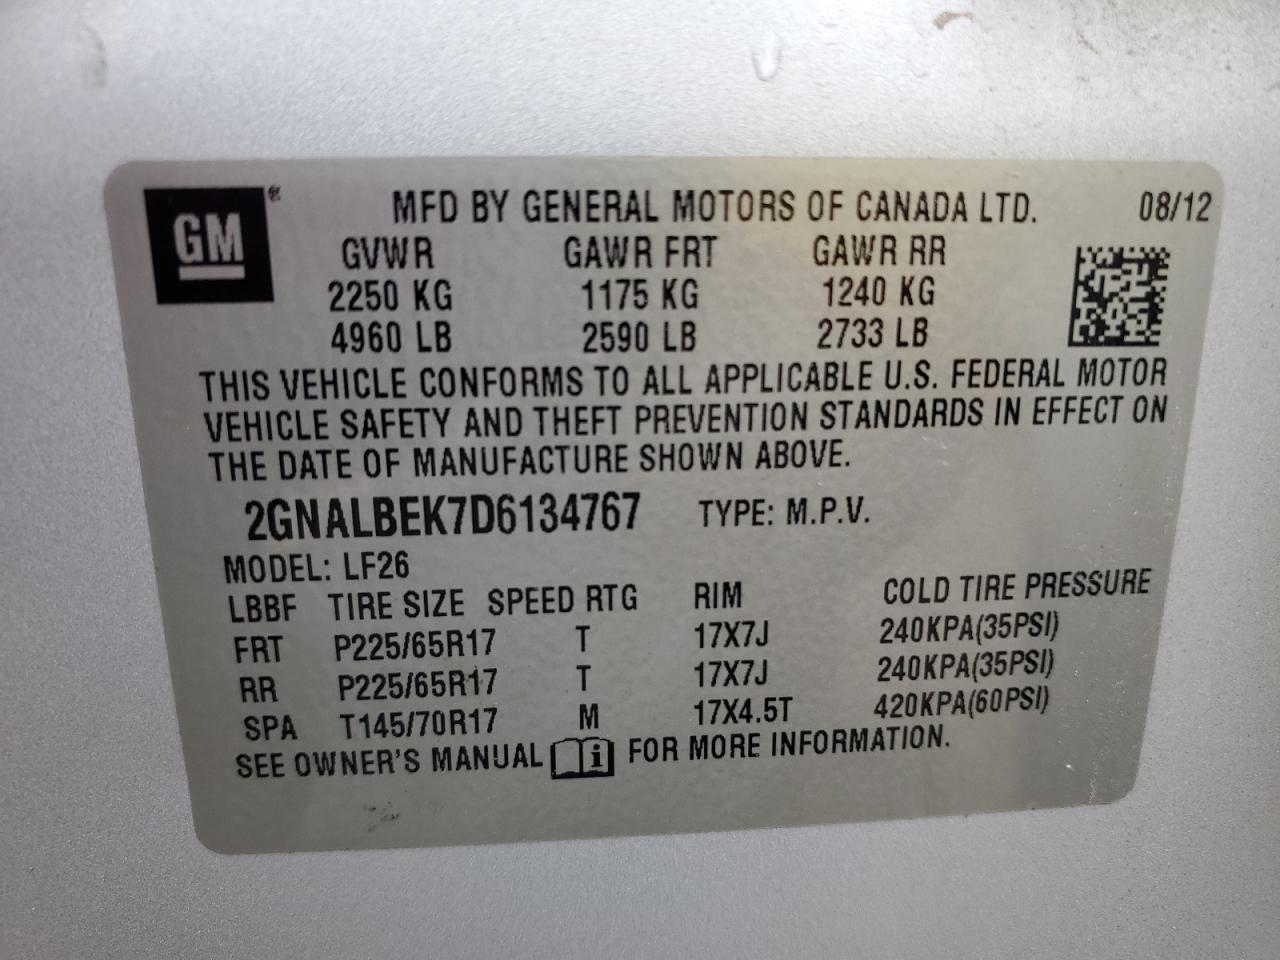 GM ® MFD BY GENERAL MOTORS OF CANADA LTD. 08/12
GVWR GAWR FRT GAWR RR
2250 KG 1175 KG 1240 KG
4960 LB 2590 LB 2733 LB
THIS VEHICLE CONFORMS TO ALL APPLICABLE U.S. FEDERAL MOTOR
VEHICLE SAFETY AND THEFT PREVENTION STANDARDS IN EFFECT ON
THE DATE OF MANUFACTURE SHOWN ABOVE.
2GNALBEK7D6134767 TYPE: M.P.V.
MODEL: LF26
LBBF TIRE SIZE SPEED RTG RIM COLD TIRE PRESSURE
FRT P225/65R17 T 17X7J 240KPA(35PSI)
RR P225/65R17 T 17X7J 240KPA(35PSI)
SPA T145/70R17 M 17X4.5T 420KPA(60PSI)
SEE OWNER'S MANUAL i FOR MORE INFORMATION.